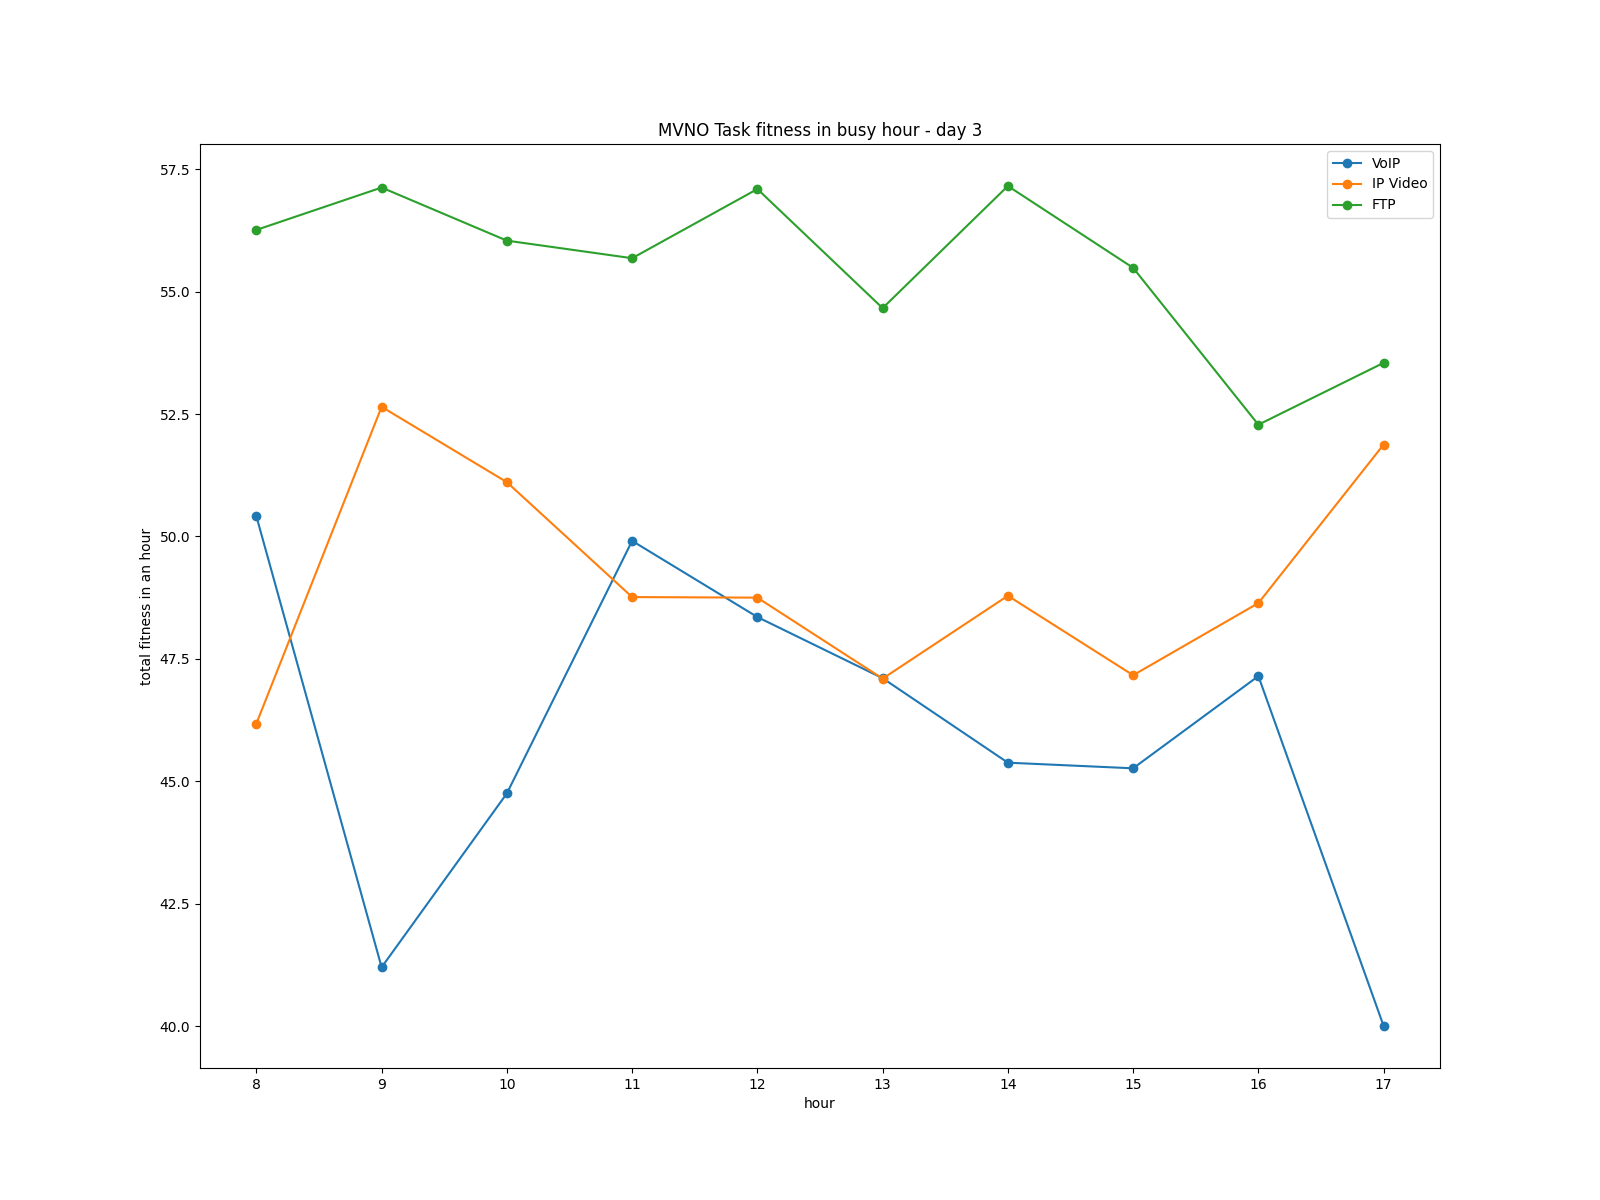 MVNO Task fitness in busy hour - day 3
VoIP
IP Video
FTP
57.5
55.0
52.5
50.0
47.5
45.0
42.5
40.0
total fitness in an hour
8 9 10 11 12 13 14 15 16 17
hour